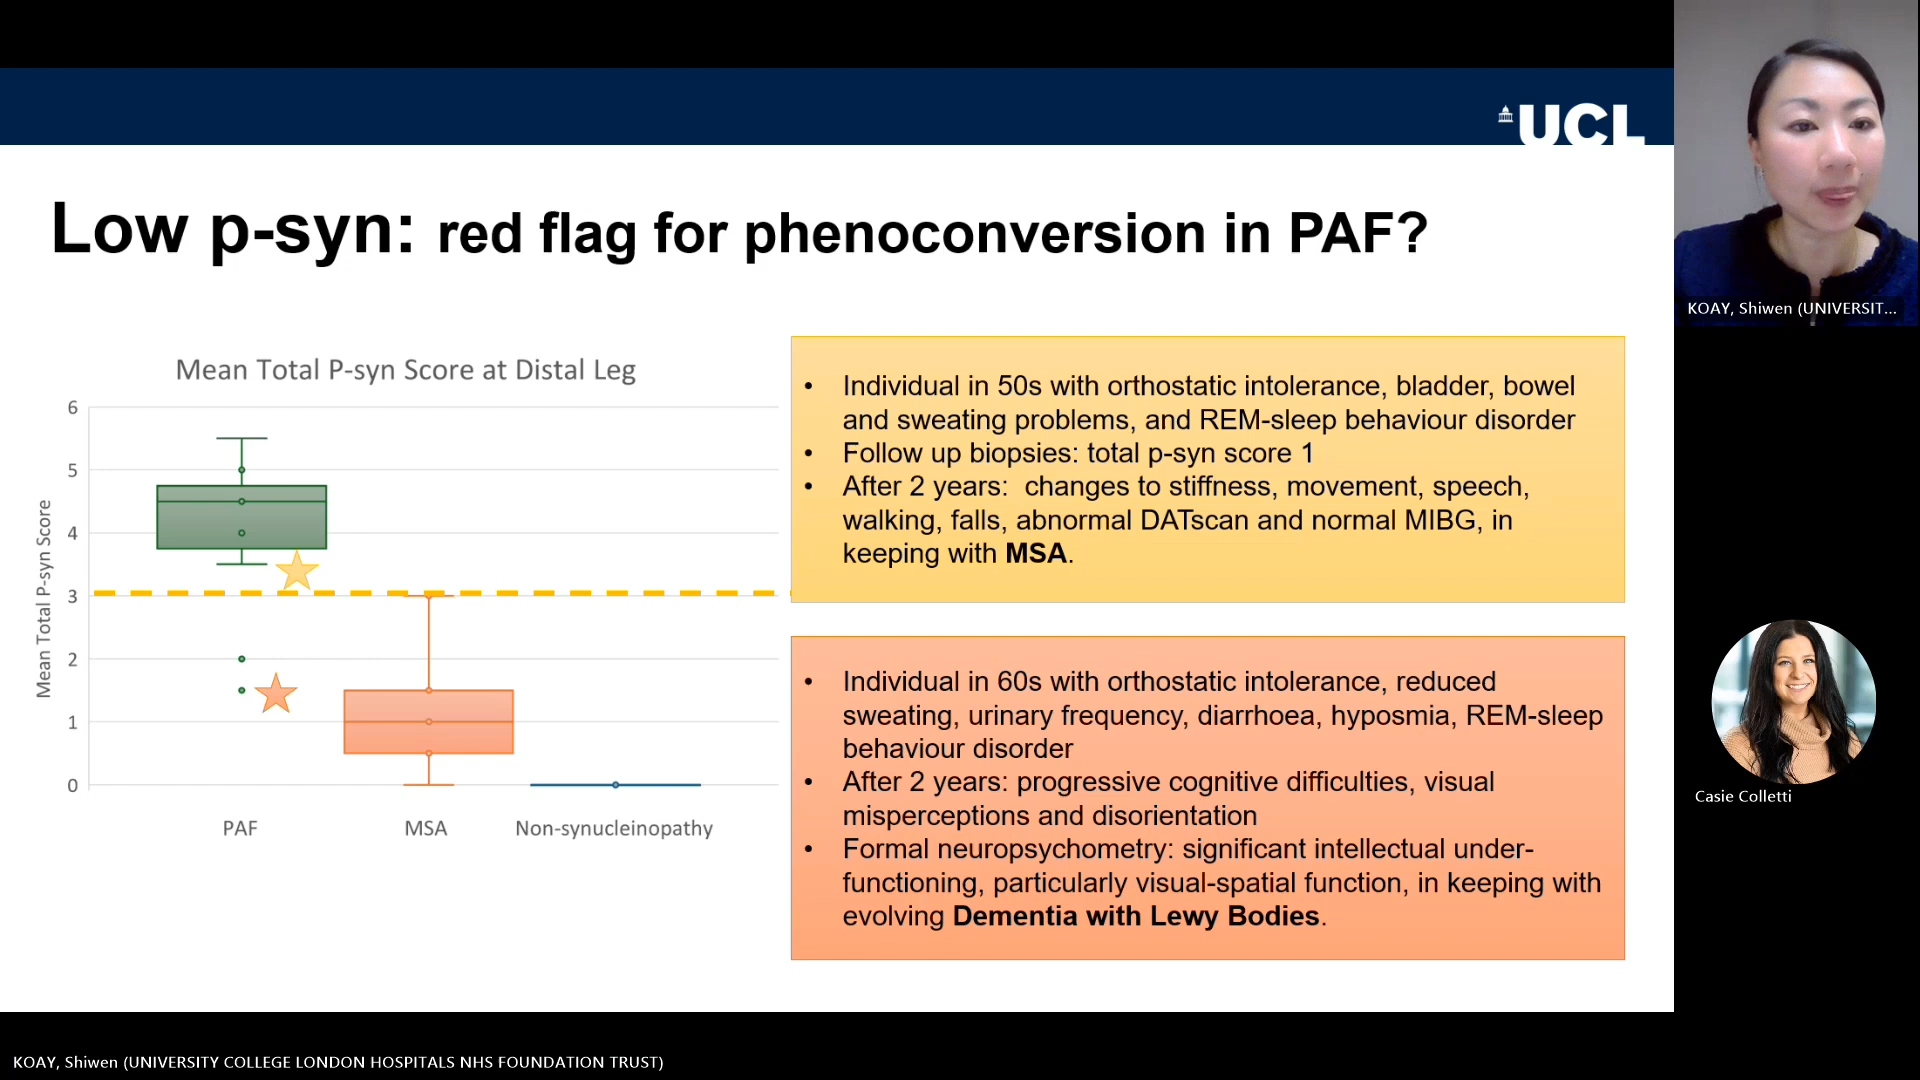 UCL
Low p-syn: red flag for phenoconversion in PAF?
Mean Total P-syn Score at Distal Leg
Mean Total P-syn Score
6
5
4
3
2
1
0
PAF
MSA
Non-synucleinopathy
• Individual in 50s with orthostatic intolerance, bladder, bowel
and sweating problems, and REM-sleep behaviour disorder
• Follow up biopsies: total p-syn score 1
• After 2 years: changes to stiffness, movement, speech,
walking, falls, abnormal DATscan and normal MIBG, in
keeping with MSA.
• Individual in 60s with orthostatic intolerance, reduced
sweating, urinary frequency, diarrhoea, hyposmia, REM-sleep
behaviour disorder
• After 2 years: progressive cognitive difficulties, visual
misperceptions and disorientation
• Formal neuropsychometry: significant intellectual under-
functioning, particularly visual-spatial function, in keeping with
evolving Dementia with Lewy Bodies.
KOAY, Shiwen (UNIVERSIT...
Casie Colletti
KOAY, Shiwen (UNIVERSITY COLLEGE LONDON HOSPITALS NHS FOUNDATION TRUST)